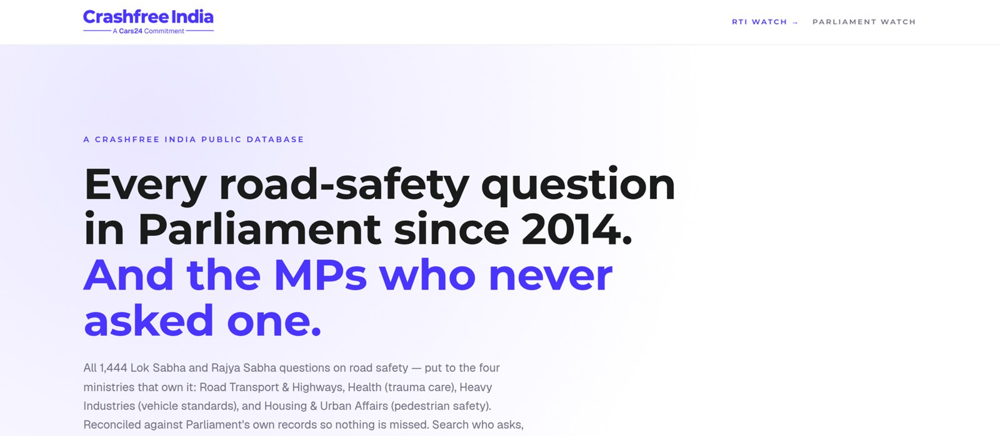 Crashfree India
A Cars24 Commitment
RTI WATCH →
PARLIAMENT WATCH
A CRASHFREE INDIA PUBLIC DATABASE
Every road-safety question
in Parliament since 2014.
And the MPs who never
asked one.
All 1,444 Lok Sabha and Rajya Sabha questions on road safety — put to the four
ministries that own it: Road Transport & Highways, Health (trauma care), Heavy
Industries (vehicle standards), and Housing & Urban Affairs (pedestrian safety).
Reconciled against Parliament's own records so nothing is missed. Search who asks,